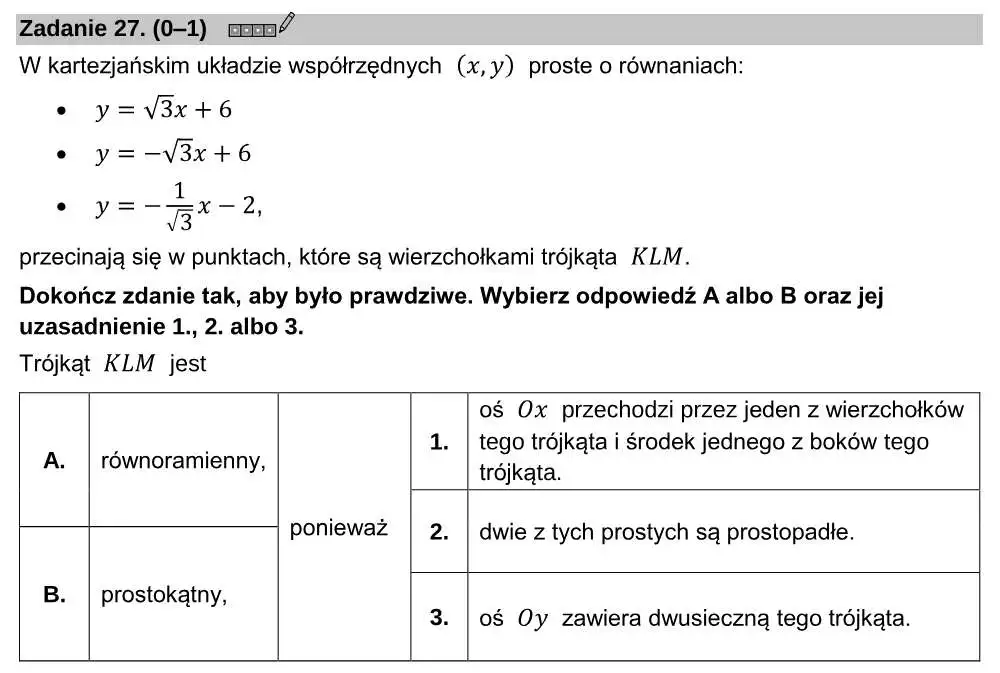 Zadanie 27. (0–1)
W kartezjańskim układzie współrzędnych (x, y) proste o równaniach:
• y = √3x + 6
• y = −√3x + 6
• y = −1/√3 x − 2,
przecinają się w punktach, które są wierzchołkami trójkąta KLM.
Dokończ zdanie tak, aby było prawdziwe. Wybierz odpowiedź A albo B oraz jej
uzasadnienie 1., 2. albo 3.
Trójkąt KLM jest
A. równoramienny,
B. prostokątny,
ponieważ
1. oś Ox przechodzi przez jeden z wierzchołków
tego trójkąta i środek jednego z boków tego
trójkąta.
2. dwie z tych prostych są prostopadłe.
3. oś Oy zawiera dwusieczną tego trójkąta.